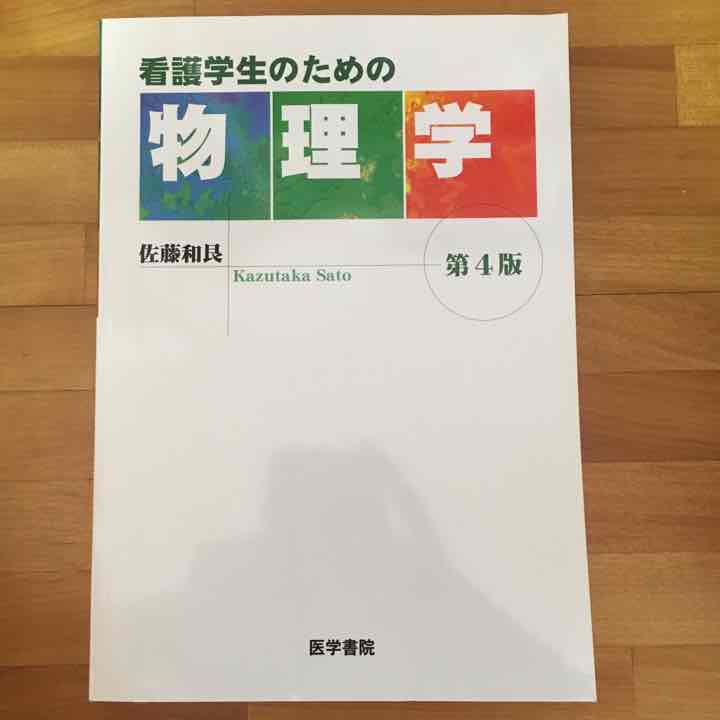 看護学生のための
物理学
佐藤和艮
Kazutaka Sato
第4版
医学書院